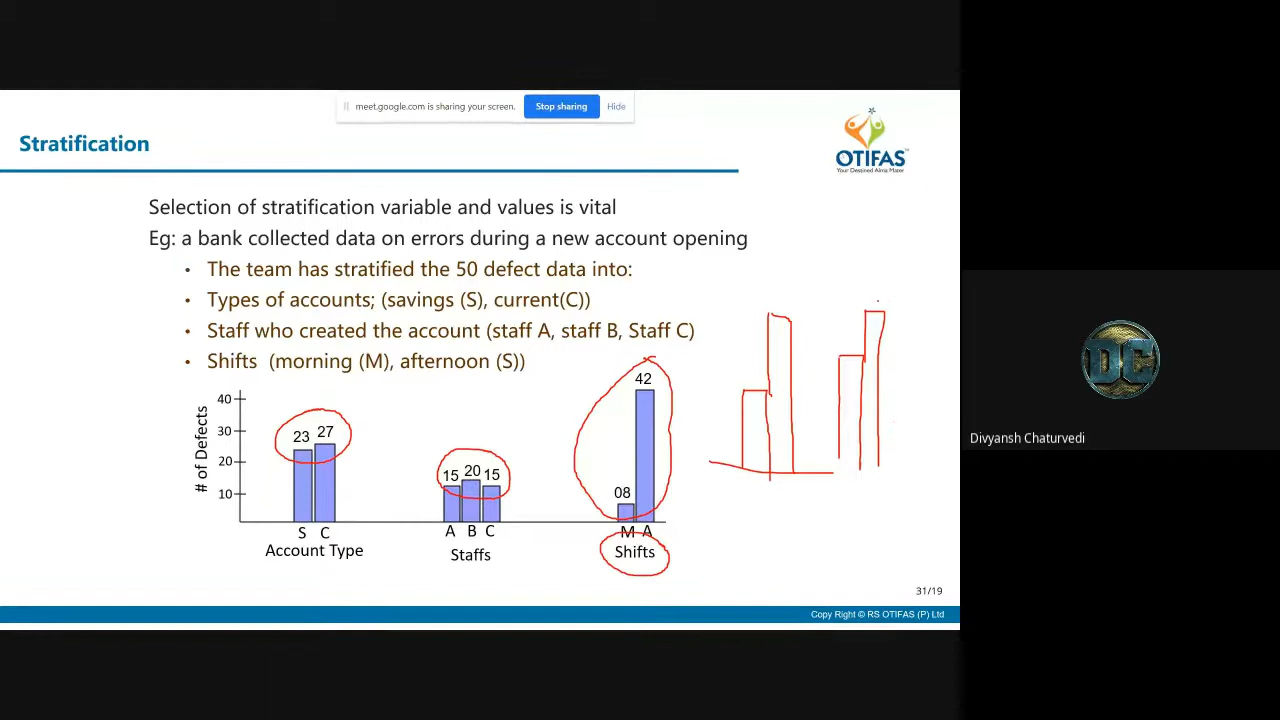 meet.google.com is sharing your screen. Stop sharing Hide
Stratification
OTIFAS™
Your Destined Alma Mater
Selection of stratification variable and values is vital
Eg: a bank collected data on errors during a new account opening
• The team has stratified the 50 defect data into:
• Types of accounts; (savings (S), current(C))
• Staff who created the account (staff A, staff B, Staff C)
• Shifts (morning (M), afternoon (S))
# of Defects
40
30
20
10
23 27
15 20 15
08 42
S C
A B C
M A
Account Type
Staffs
Shifts
31/19
Copy Right © RS OTIFAS (P) Ltd
DC
Divyansh Chaturvedi